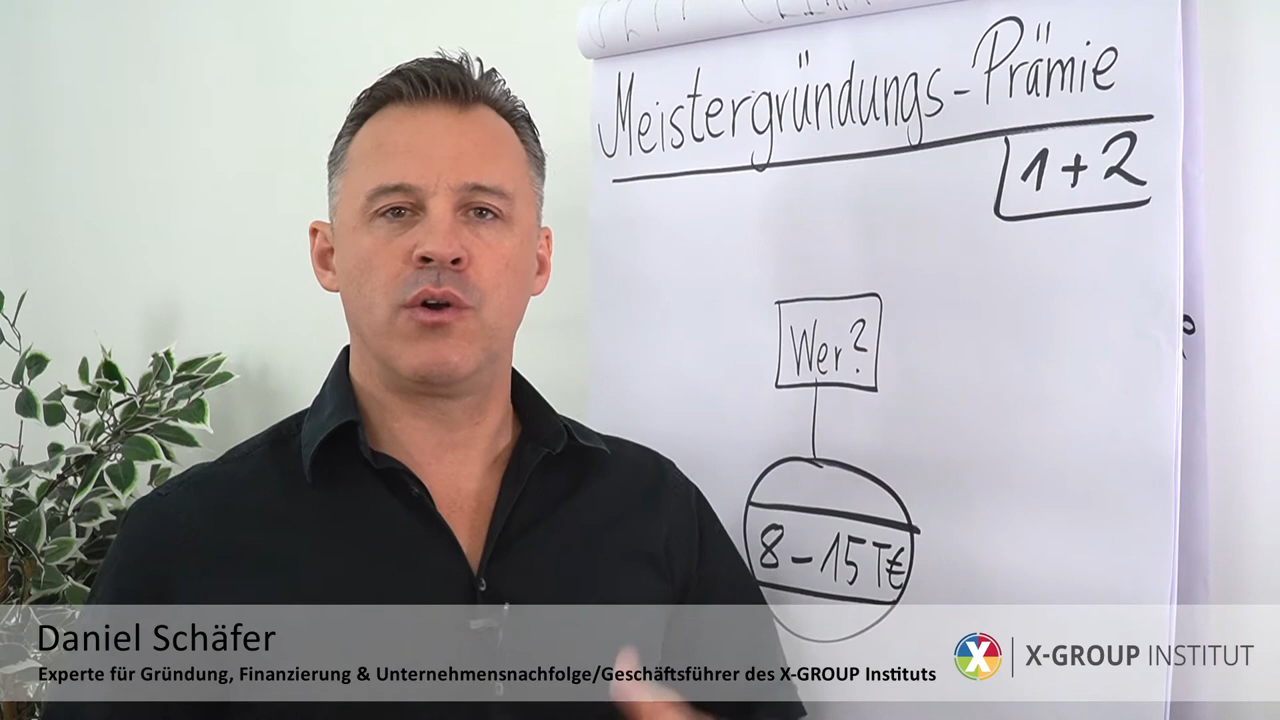 Meistergründungs-Prämie
1+2
Wer?
8-15T€
Daniel Schäfer
Experte für Gründung, Finanzierung & Unternehmensnachfolge/Geschäftsführer des X-GROUP Instituts
X
X-GROUP INSTITUT